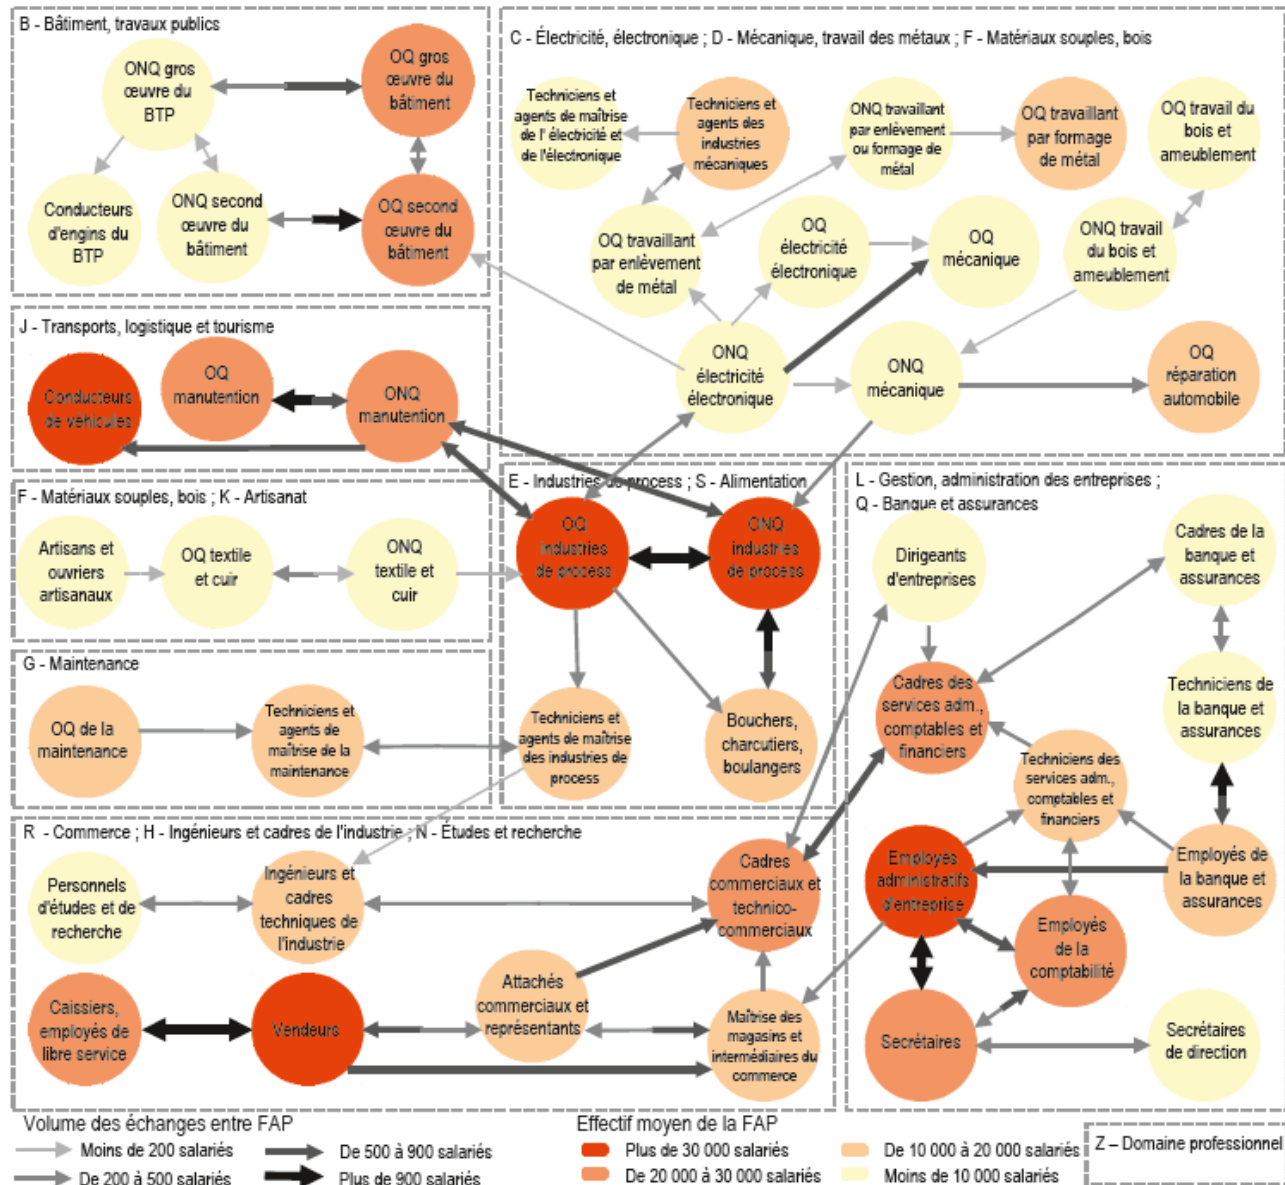 B - Bâtiment, travaux publics
ONQ gros
œuvre du
BTP
OQ gros
œuvre du
bâtiment
Conducteurs
d'engins du
BTP
ONQ second
œuvre du
bâtiment
OQ second
œuvre du
bâtiment
C - Électricité, électronique ; D - Mécanique, travail des métaux ; F - Matériaux souples, bois
Techniciens et
agents de maîtrise
de l' électricité et
de l'électronique
Techniciens et
agents des
industries
mécaniques
ONQ travaillant
par enlèvement
ou formage de
métal
OQ travaillant
par formage
de métal
OQ travail du
bois et
ameublement
OQ travaillant
par enlèvement
de métal
OQ
électricité
électronique
OQ
mécanique
ONQ travail
du bois et
ameublement
ONQ
électricité
électronique
ONQ
mécanique
OQ
réparation
automobile
J - Transports, logistique et tourisme
Conducteurs
de véhicules
OQ
manutention
ONQ
manutention
F - Matériaux souples, bois ; K - Artisanat
Artisans et
ouvriers
artisanaux
OQ textile
et cuir
ONQ
textile et
cuir
E - Industries de process ; S - Alimentation
OQ
industries
de process
ONQ
industries
de process
Techniciens et
agents de maîtrise
des industries de
process
Bouchers,
charcutiers,
boulangers
G - Maintenance
OQ de la
maintenance
Techniciens et
agents de
maîtrise de la
maintenance
L - Gestion, administration des entreprises ;
Q - Banque et assurances
Dirigeants
d'entreprises
Cadres de la
banque et
assurances
Cadres des
services adm.,
comptables et
financiers
Techniciens de
la banque et
assurances
Techniciens des
services adm.,
comptables et
financiers
Employés
administratifs
d'entreprise
Employés de
la banque et
assurances
Employés
de la
comptabilité
Secrétaires
Secrétaires
de direction
R - Commerce ; H - Ingénieurs et cadres de l'industrie ; N - Études et recherche
Personnels
d'études et de
recherche
Ingénieurs et
cadres
techniques de
l'industrie
Cadres
commerciaux et
technico-
commerciaux
Caissiers,
employés de
libre service
Vendeurs
Attachés
commerciaux et
représentants
Maîtrise des
magasins et
intermédiaires du
commerce
Volume des échanges entre FAP
Moins de 200 salariés
De 200 à 500 salariés
De 500 à 900 salariés
Plus de 900 salariés
Effectif moyen de la FAP
Plus de 30 000 salariés
De 20 000 à 30 000 salariés
De 10 000 à 20 000 salariés
Moins de 10 000 salariés
Z – Domaine professionnel